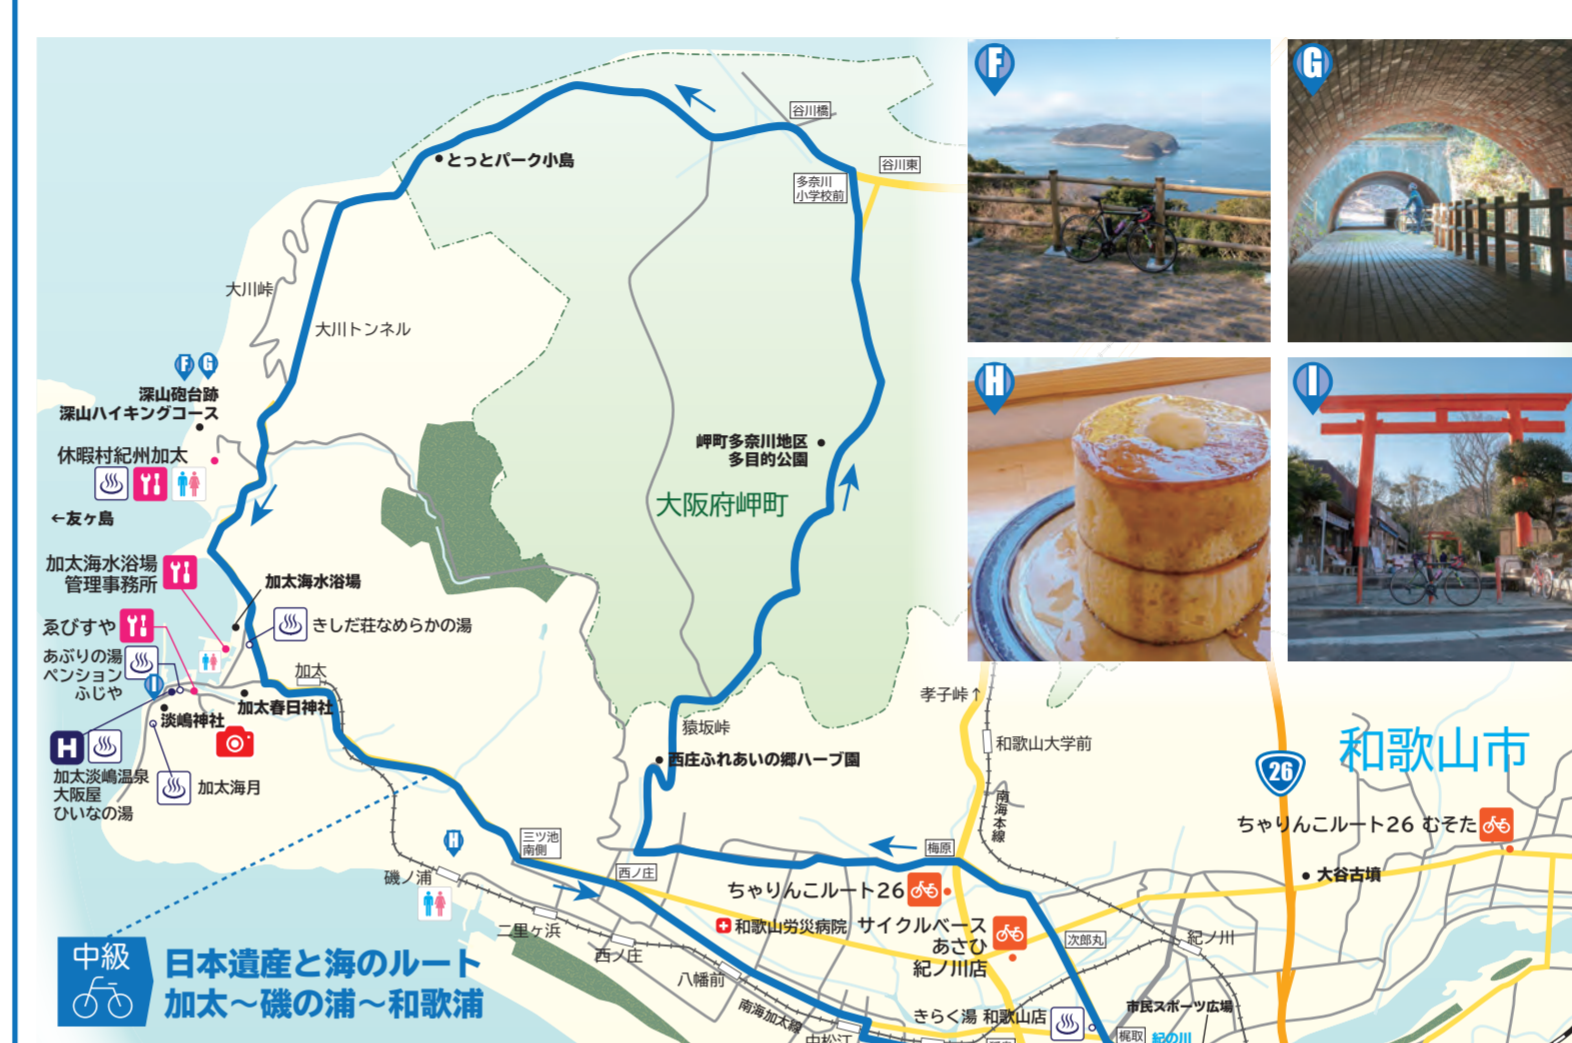 F
G
H
I
谷川橋
谷川東
多奈川
小学校前
とっとパーク小島
大川峠
大川トンネル
F
G
深山砲台跡
深山ハイキングコース
休暇村紀州加太
←友ヶ島
岬町多奈川地区
多目的公園
大阪府岬町
加太海水浴場
管理事務所
加太海水浴場
ゑびすや
きしだ荘なめらかの湯
あぶりの湯
ペンション
ふじや
I
加太
加太春日神社
淡嶋神社
H
加太淡嶋温泉
大阪屋
ひいなの湯
加太海月
猿坂峠
西庄ふれあいの郷ハーブ園
孝子峠↑
和歌山大学前
南海本線
26
和歌山市
ちゃりんこルート26 むそた
大谷古墳
H
三ツ池
南側
西ノ庄
梅原
磯ノ浦
二里ヶ浜
西ノ庄
八幡前
南海加太線
中松江
ちゃりんこルート26
和歌山労災病院
サイクルベース
あさひ
紀ノ川店
次郎丸
紀ノ川
きらく湯 和歌山店
市民スポーツ広場
梶取
紀の川
中級
日本遺産と海のルート
加太～磯の浦～和歌浦